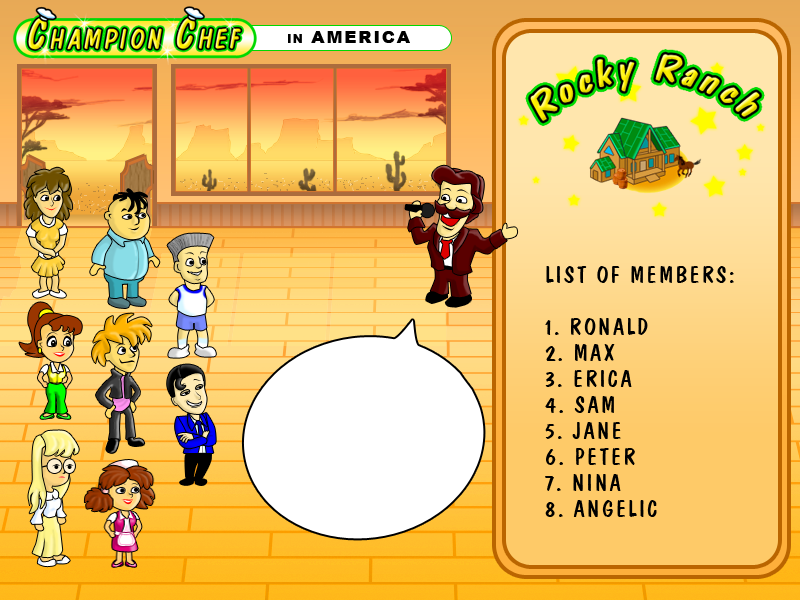 CHAMPION CHEF
IN AMERICA
Rocky Ranch
LIST OF MEMBERS:
1. RONALD
2. MAX
3. ERICA
4. SAM
5. JANE
6. PETER
7. NINA
8. ANGELIC